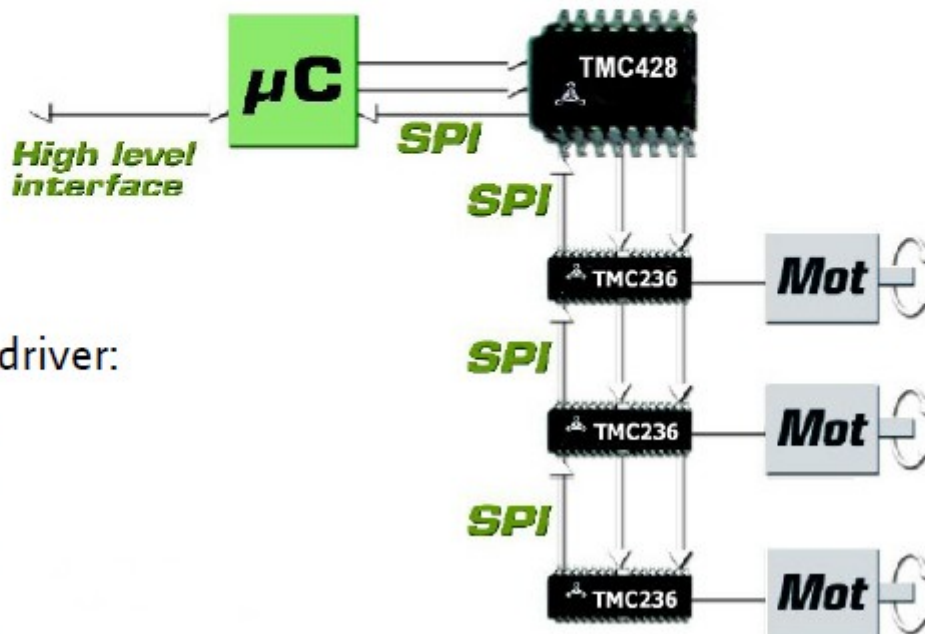 µC
TMC428
SPI
High level
interface
SPI
TMC236
Mot
driver:
SPI
TMC236
Mot
SPI
TMC236
Mot